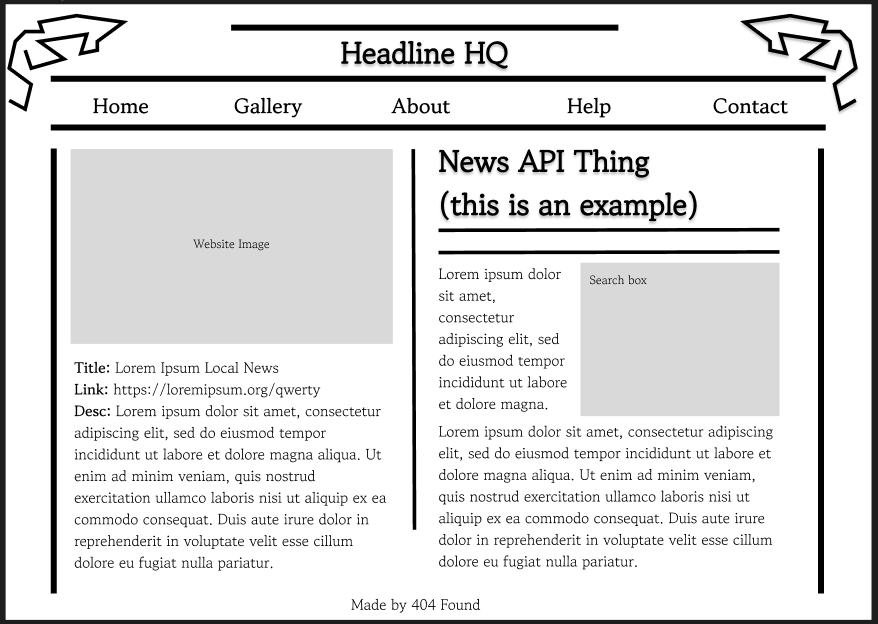 Headline HQ
Home Gallery About Help Contact
Website Image
Title: Lorem Ipsum Local News
Link: https://loremipsum.org/qwerty
Desc: Lorem ipsum dolor sit amet, consectetur
adipiscing elit, sed do eiusmod tempor
incididunt ut labore et dolore magna aliqua. Ut
enim ad minim veniam, quis nostrud
exercitation ullamco laboris nisi ut aliquip ex ea
commodo consequat. Duis aute irure dolor in
reprehenderit in voluptate velit esse cillum
dolore eu fugiat nulla pariatur.
News API Thing
(this is an example)
Lorem ipsum dolor
sit amet,
consectetur
adipiscing elit, sed
do eiusmod tempor
incididunt ut labore
et dolore magna.
Search box
Lorem ipsum dolor sit amet, consectetur adipiscing
elit, sed do eiusmod tempor incididunt ut labore et
dolore magna aliqua. Ut enim ad minim veniam,
quis nostrud exercitation ullamco laboris nisi ut
aliquip ex ea commodo consequat. Duis aute irure
dolor in reprehenderit in voluptate velit esse cillum
dolore eu fugiat nulla pariatur.
Made by 404 Found